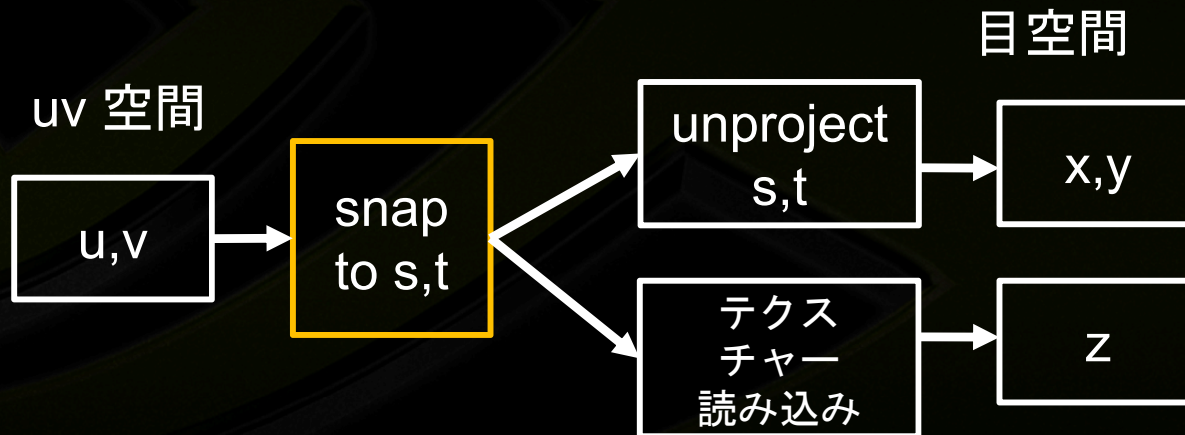 目空間
uv 空間
u,v
snap
to s,t
unproject
s,t
x,y
テクス
チャー
読み込み
z